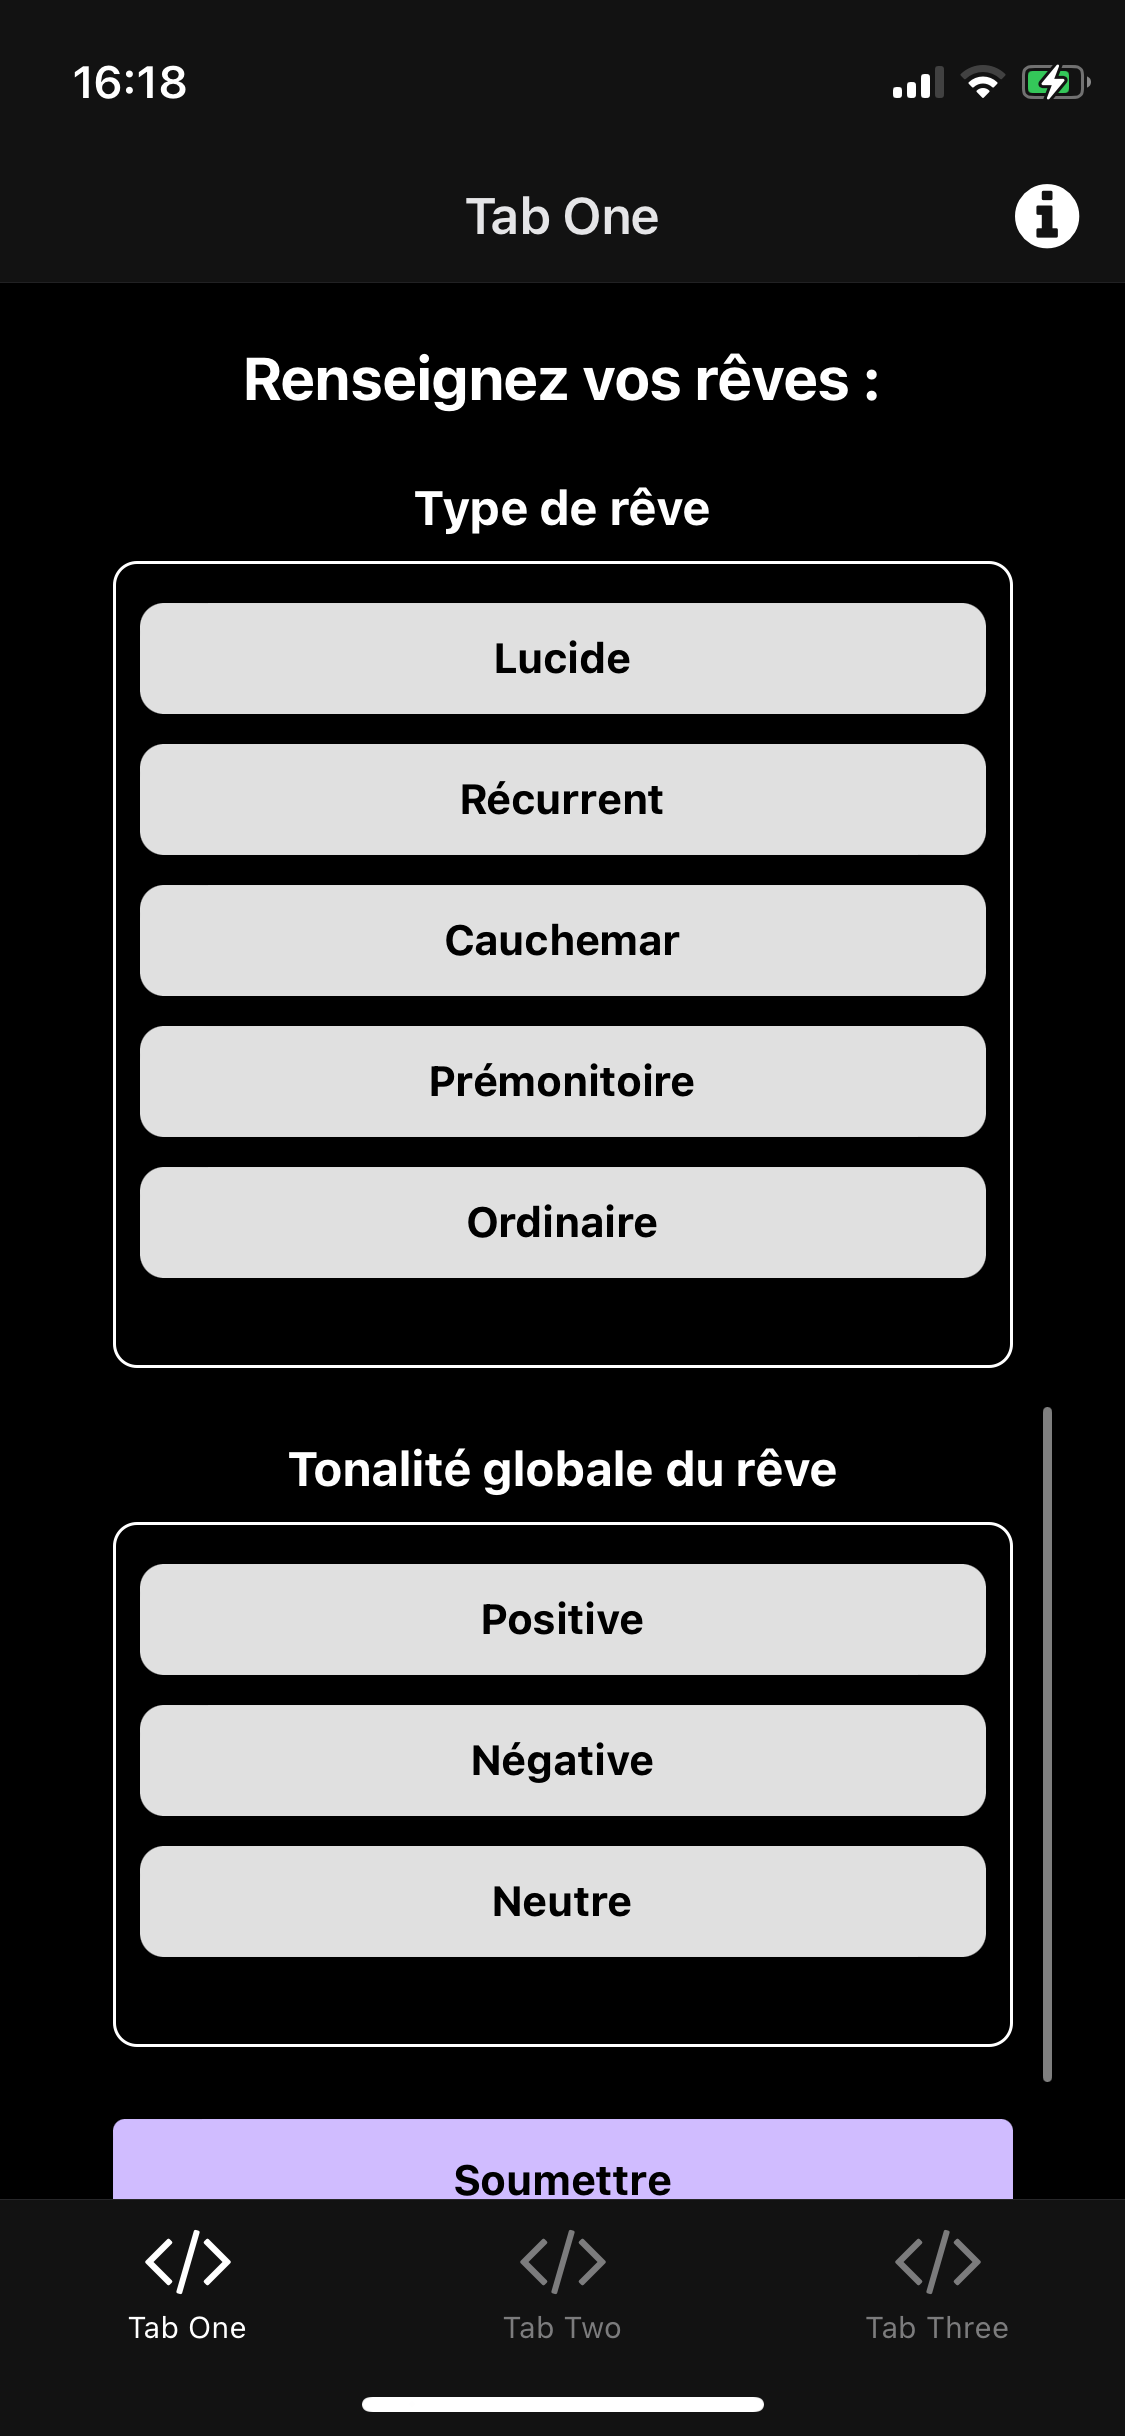 16:18
Tab One
Renseignez vos rêves :
Type de rêve
Lucide
Récurrent
Cauchemar
Prémonitoire
Ordinaire
Tonalité globale du rêve
Positive
Négative
Neutre
Soumettre
Tab One
Tab Two
Tab Three